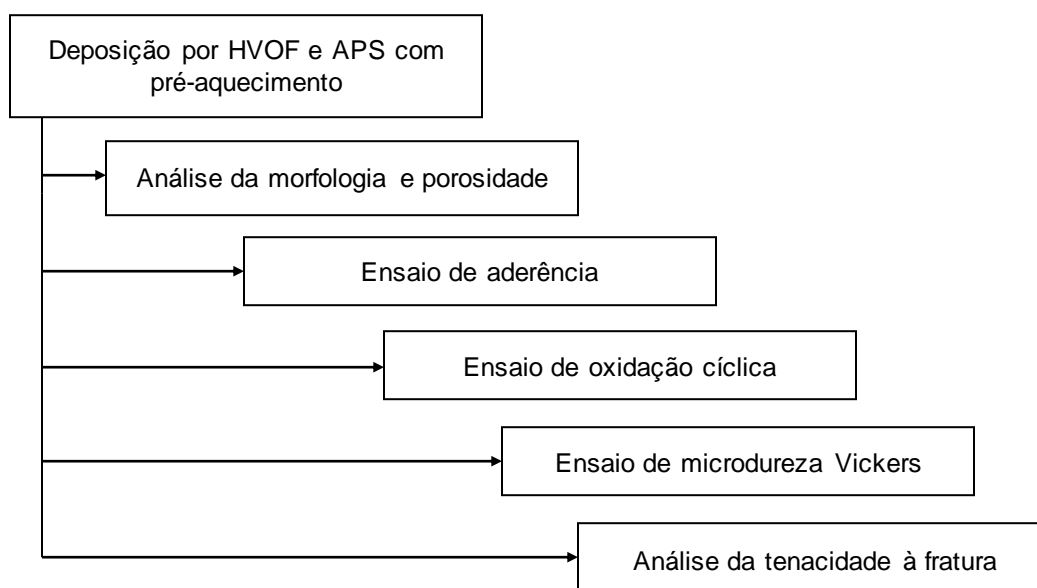 Deposição por HVOF e APS com
pré-aquecimento
Análise da morfologia e porosidade
Ensaio de aderência
Ensaio de oxidação cíclica
Ensaio de microdureza Vickers
Análise da tenacidade à fratura